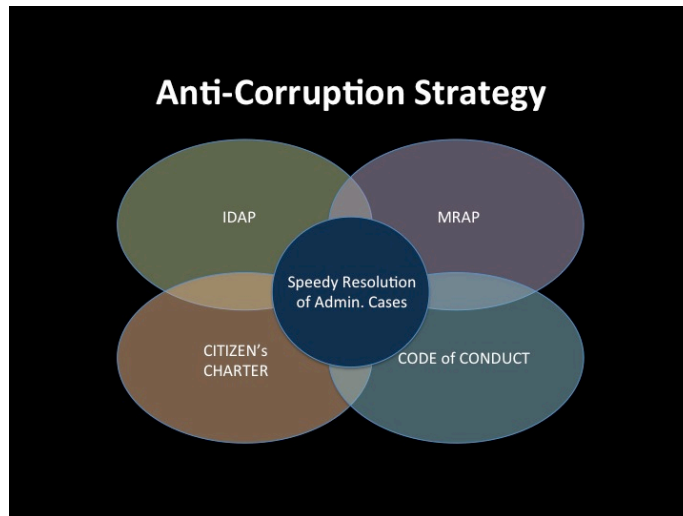 Anti-Corruption Strategy
IDAP
MRAP
Speedy Resolution
of Admin. Cases
CITIZEN's
CHARTER
CODE of CONDUCT